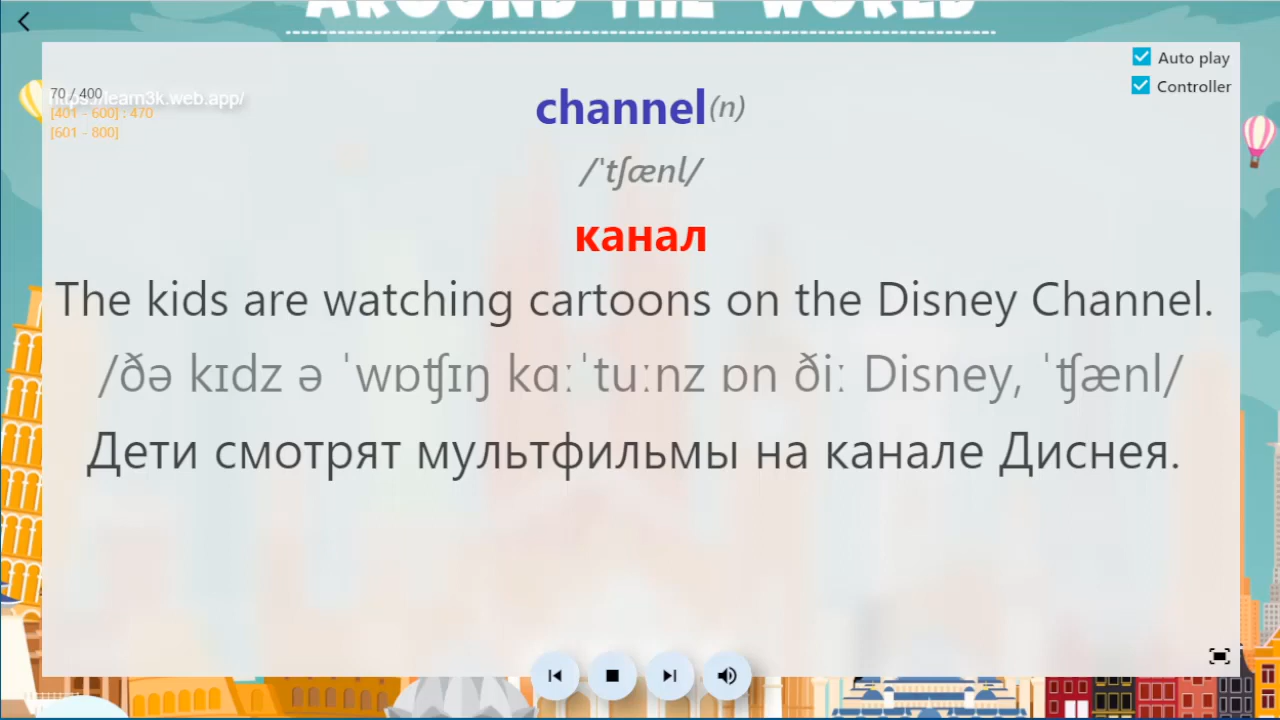 AROUND THE WORLD
Auto play
Controller
70 / 400
https://learn3k.web.app/
[401 - 600] : 470
[601 - 800]
channel(n)
/ˈtʃænl/
канал
The kids are watching cartoons on the Disney Channel.
/ðə kɪdz ə ˈwɒʧɪŋ kɑːˈtuːnz ɒn ðiː Disney, ˈʧænl/
Дети смотрят мультфильмы на канале Диснея.